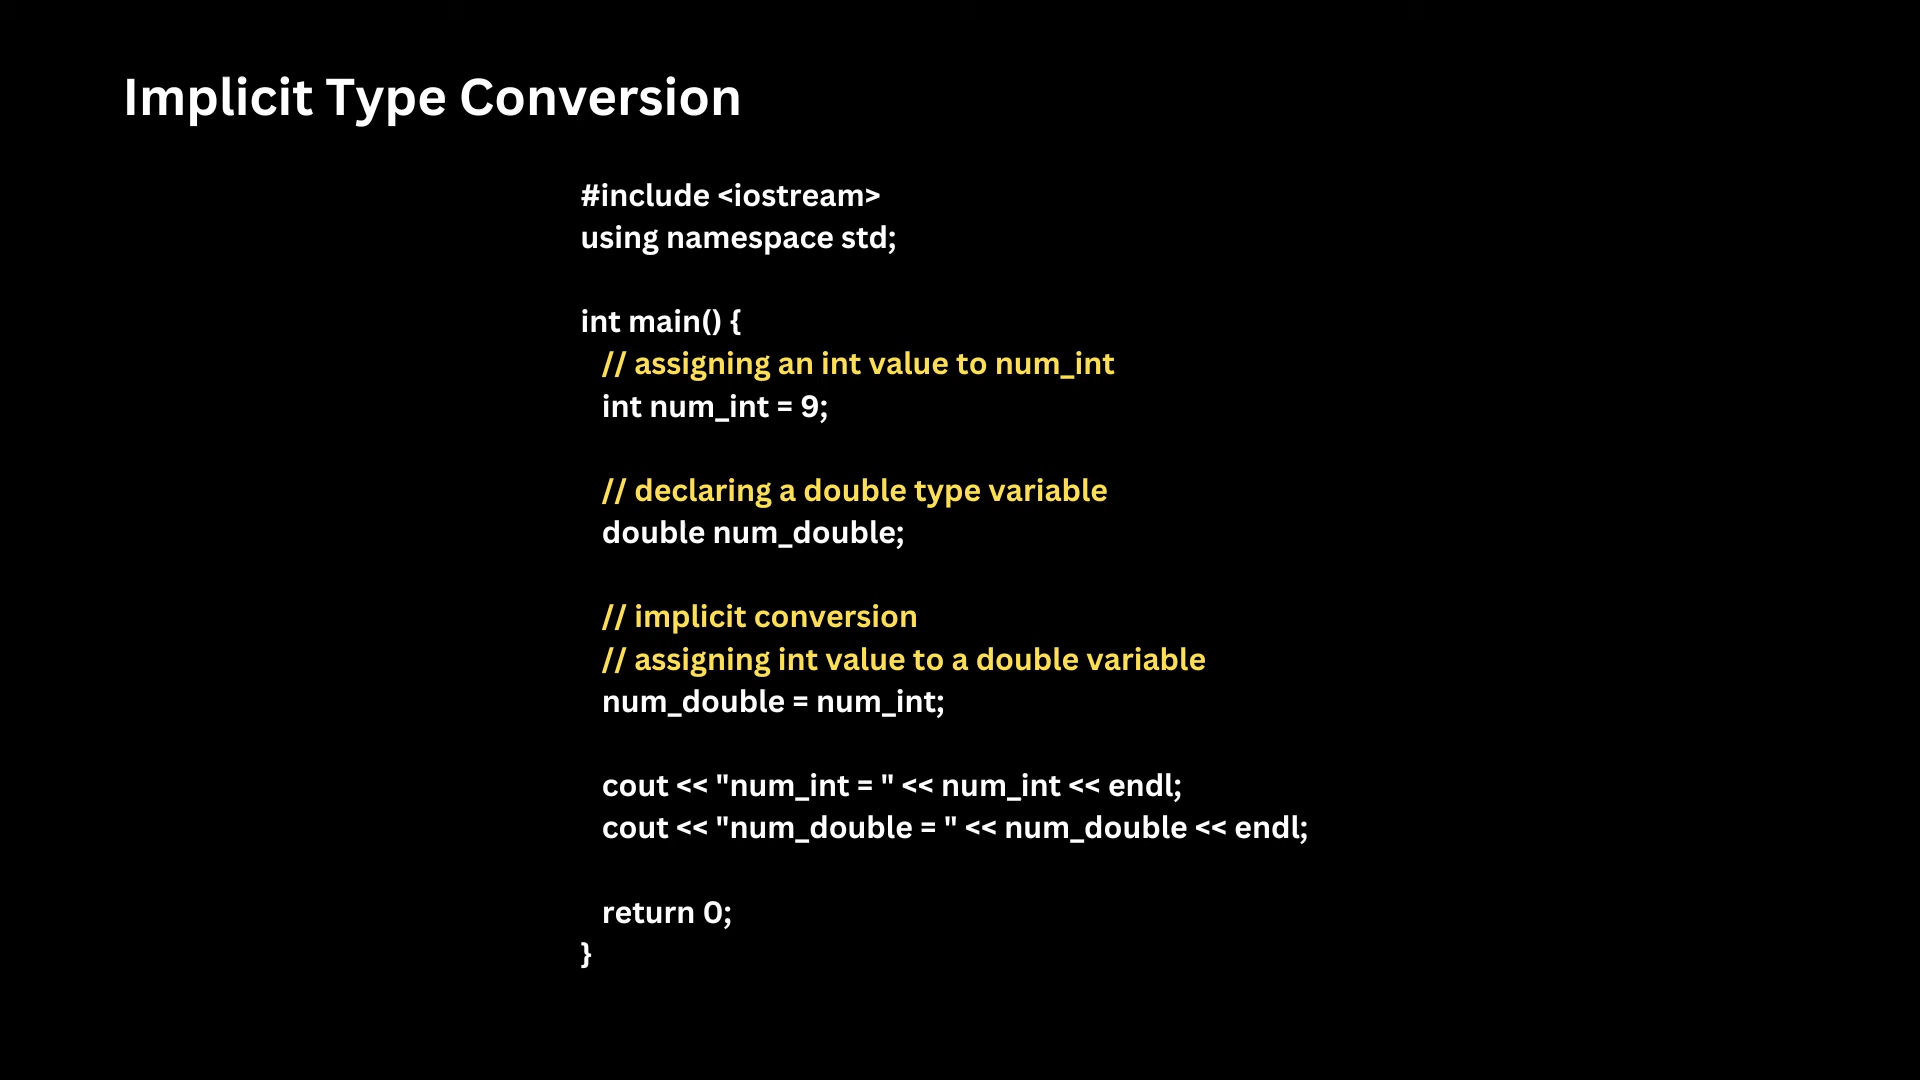 Implicit Type Conversion
#include <iostream>
using namespace std;
int main() {
// assigning an int value to num_int
int num_int = 9;
// declaring a double type variable
double num_double;
// implicit conversion
// assigning int value to a double variable
num_double = num_int;
cout << "num_int = " << num_int << endl;
cout << "num_double = " << num_double << endl;
return 0;
}